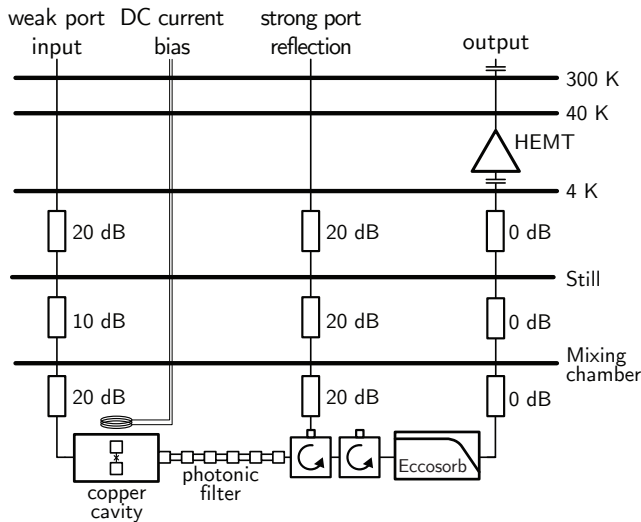 weak port
input
DC current
bias
strong port
reflection
output
300 K
40 K
HEMT
4 K
20 dB
20 dB
0 dB
Still
10 dB
20 dB
0 dB
Mixing
chamber
20 dB
20 dB
0 dB
Eccosorb
photonic
filter
copper
cavity